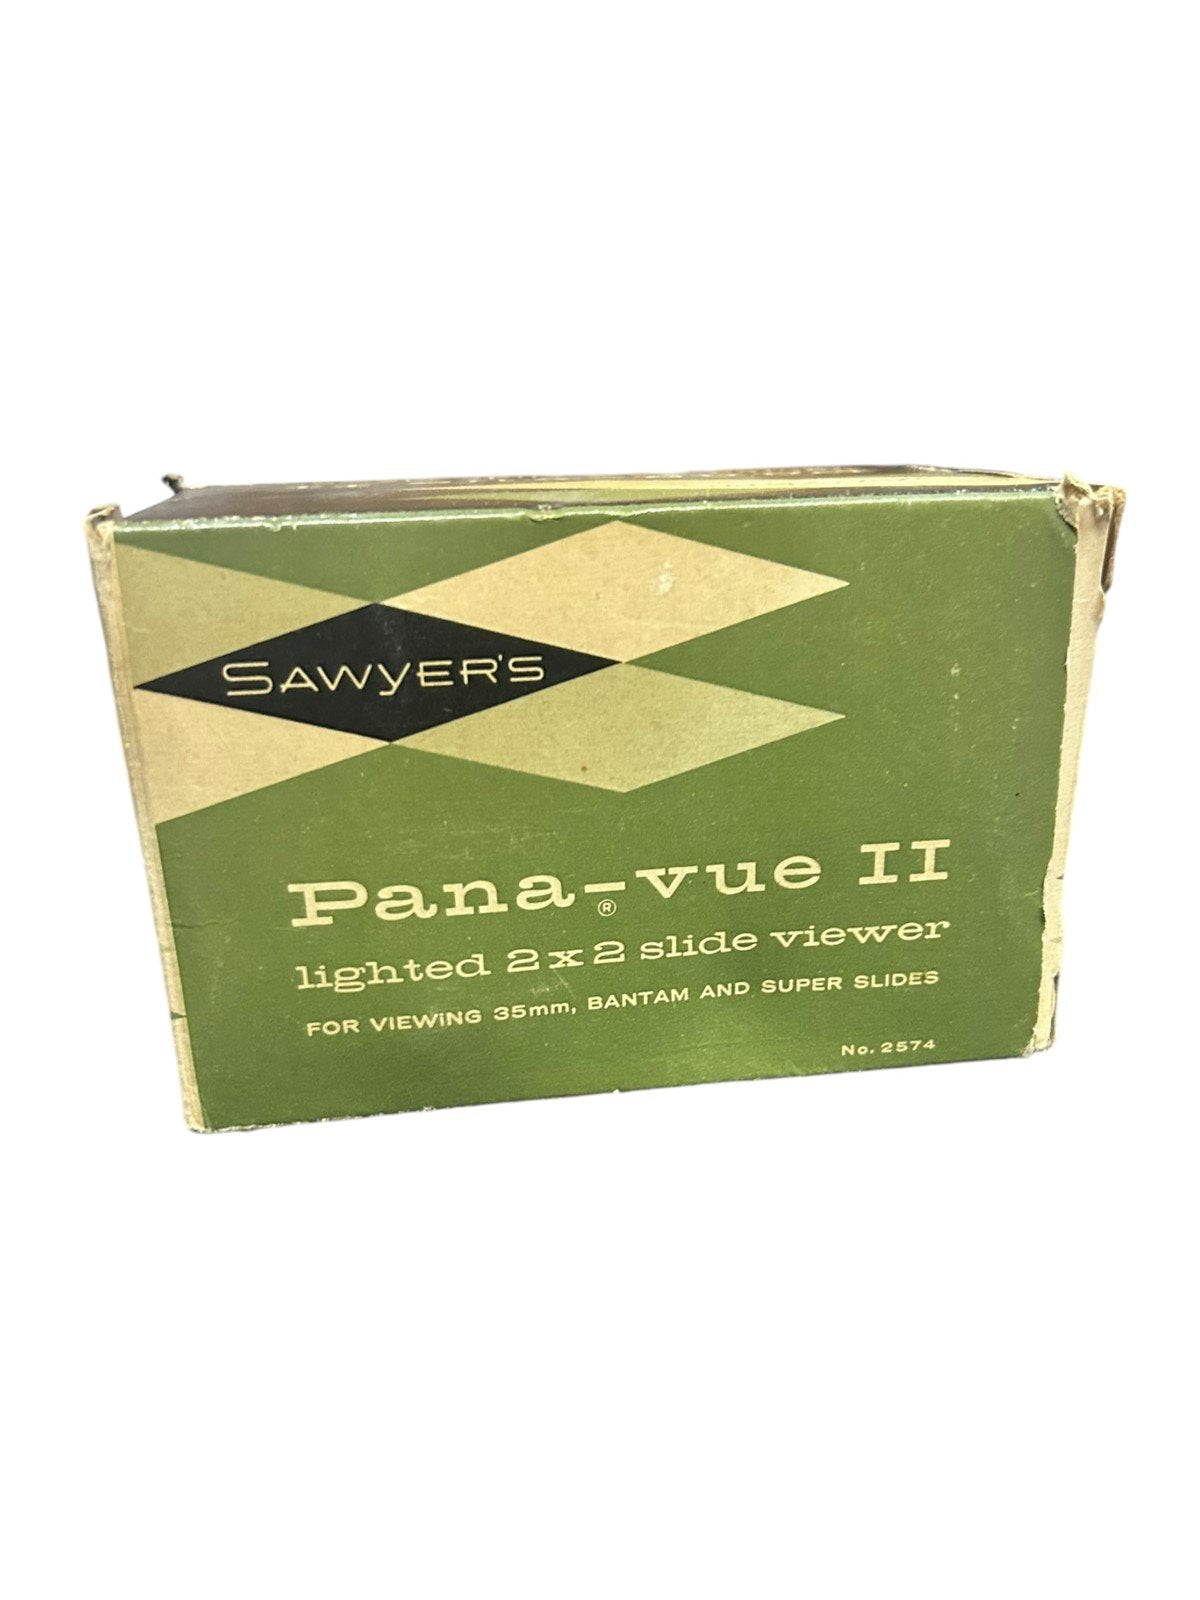 SAWYER'S
Pana-vue II
®
lighted 2x2 slide viewer
FOR VIEWING 35mm, BANTAM AND SUPER SLIDES
No. 2574